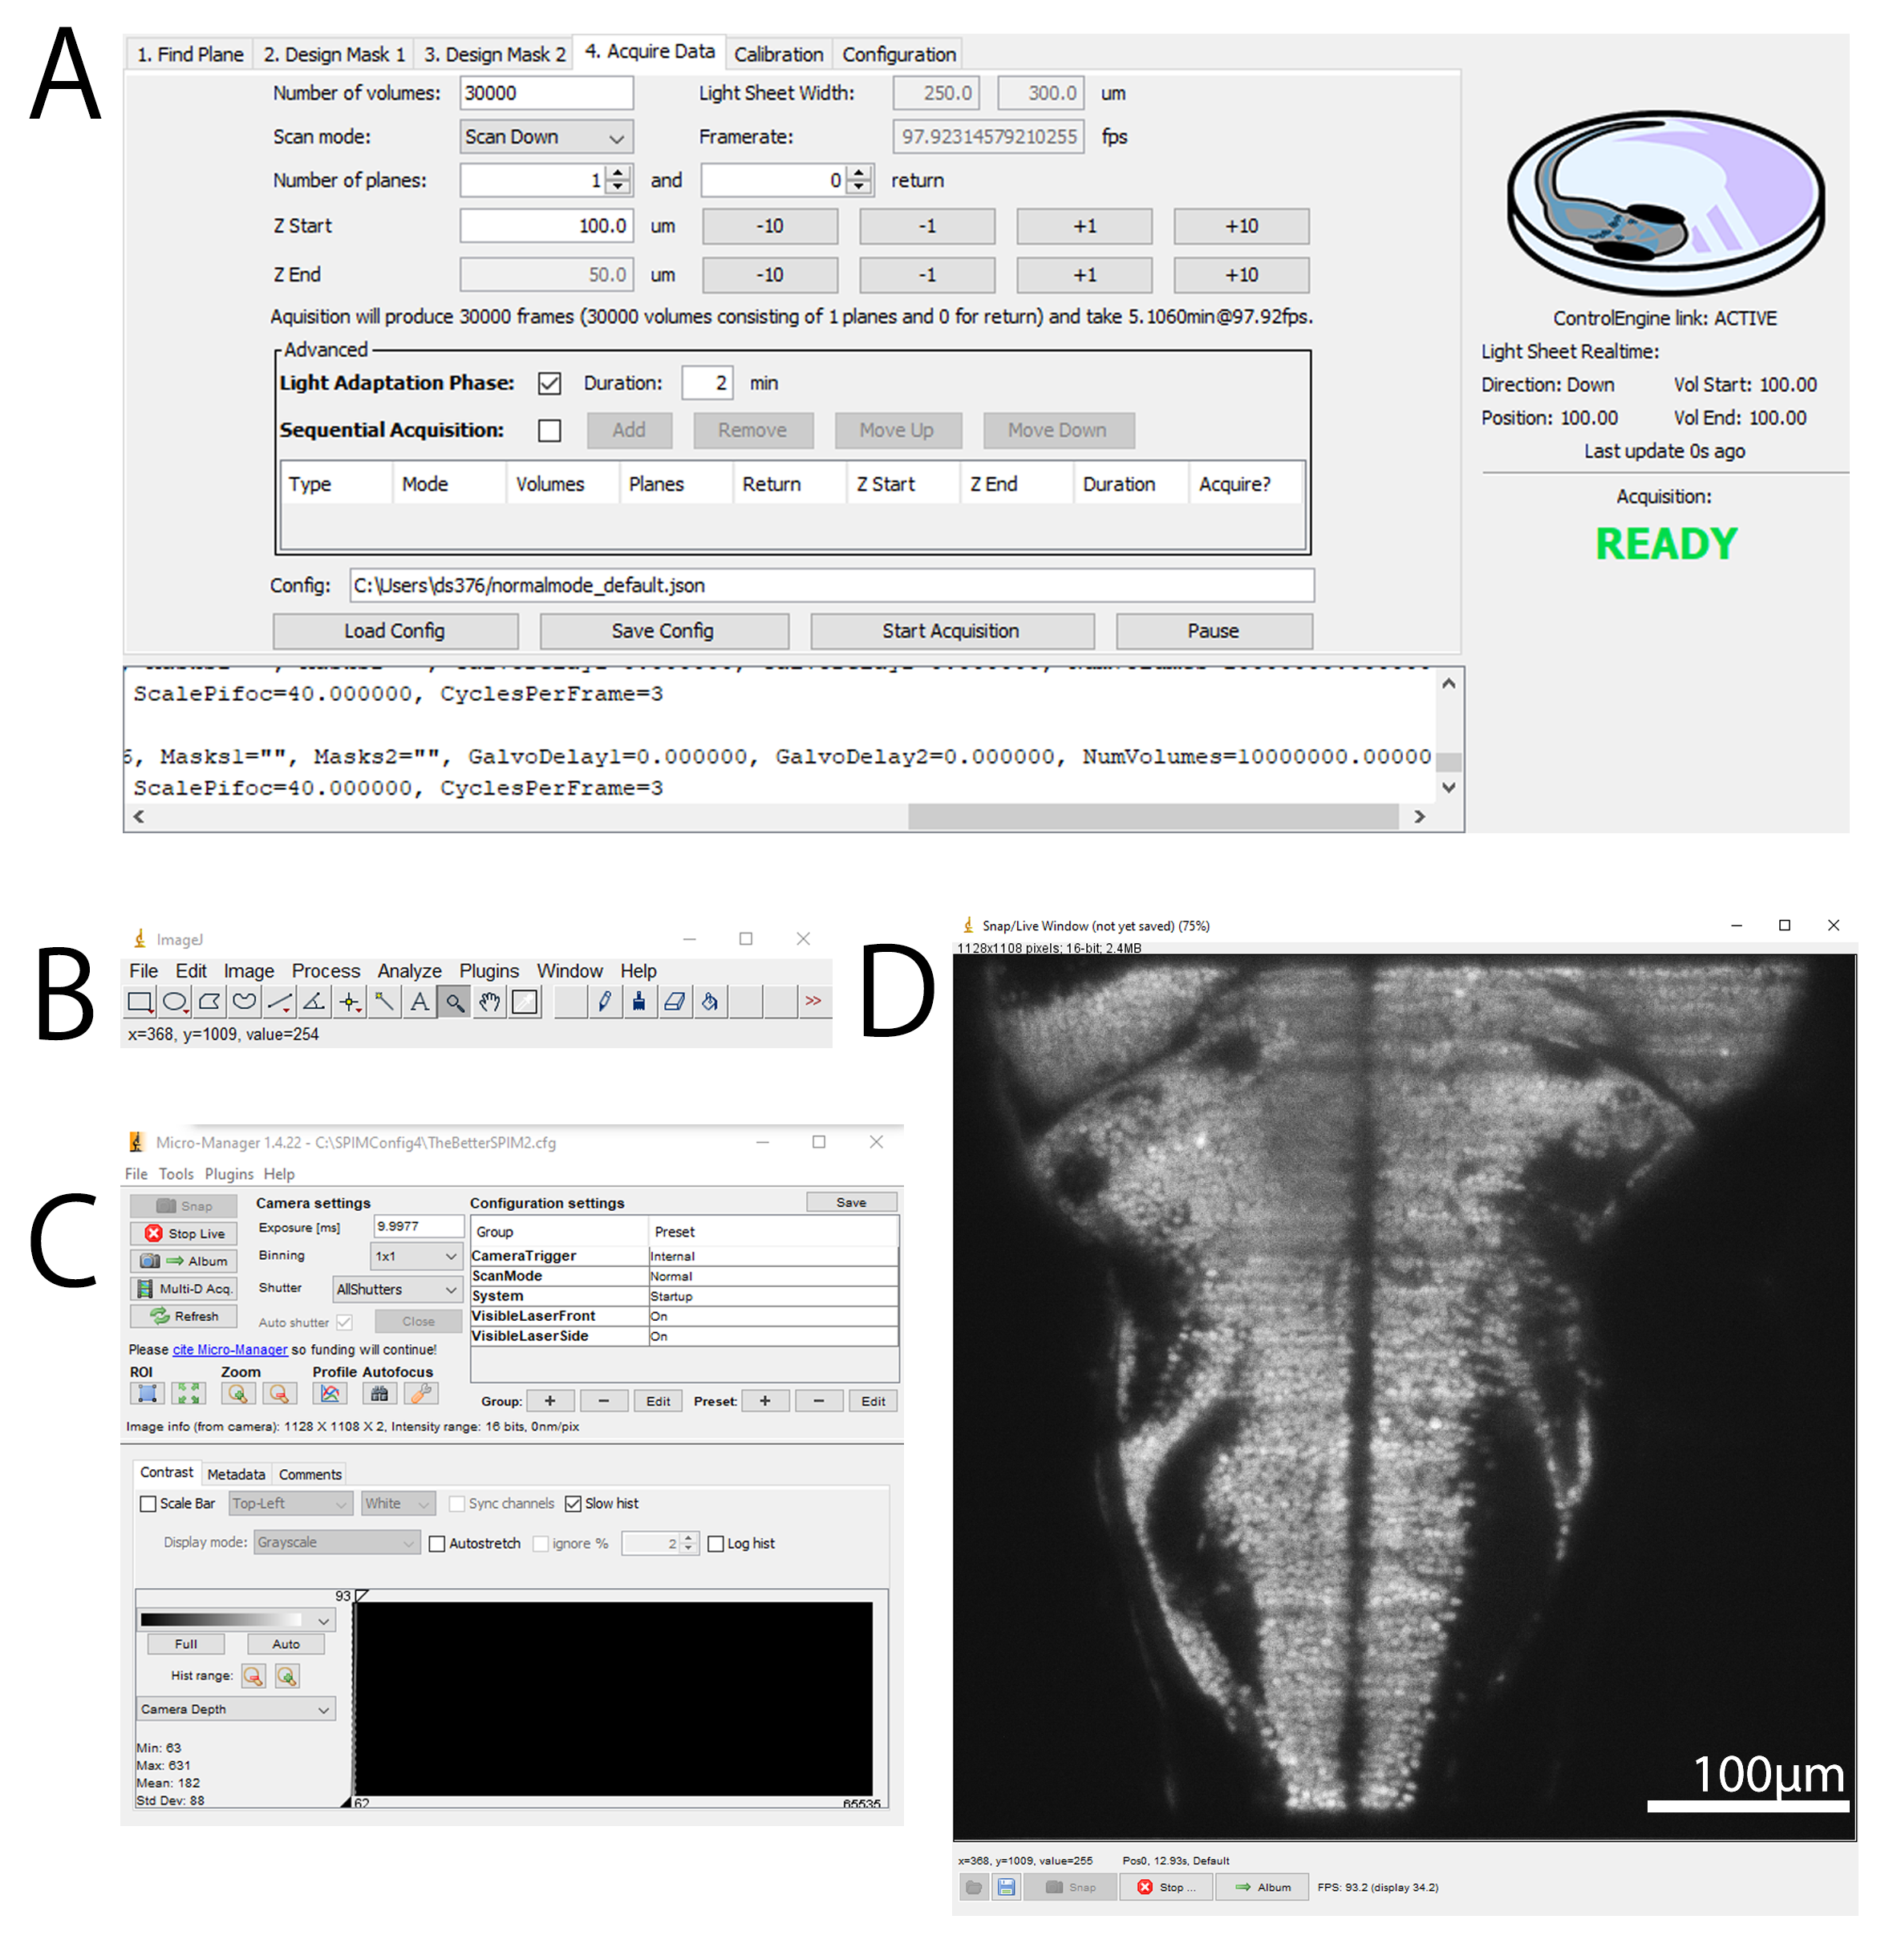 A
1. Find Plane 2. Design Mask 1 3. Design Mask 2 4. Acquire Data Calibration Configuration
Number of volumes: 30000 Light Sheet Width: 250.0 300.0 um
Scan mode: Scan Down Framerate: 97.92314579210255 fps
Number of planes: 1 and 0 return
Z Start 100.0 um -10 -1 +1 +10
Z End 50.0 um -10 -1 +1 +10
Aquisition will produce 30000 frames (30000 volumes consisting of 1 planes and 0 for return) and take 5.1060min@97.92fps.
Advanced
Light Adaptation Phase: Duration: 2 min
Sequential Acquisition: Add Remove Move Up Move Down
Type Mode Volumes Planes Return Z Start Z End Duration Acquire?
Config: C:\Users\ds376/normalmode_default.json
Load Config Save Config Start Acquisition Pause
ScalePifoc=40.000000, CyclesPerFrame=3
6, Masks1="", Masks2="", GalvoDelay1=0.000000, GalvoDelay2=0.000000, NumVolumes=10000000.00000
ScalePifoc=40.000000, CyclesPerFrame=3
ControlEngine link: ACTIVE
Light Sheet Realtime:
Direction: Down Vol Start: 100.00
Position: 100.00 Vol End: 100.00
Last update 0s ago
Acquisition:
READY
B
ImageJ
File Edit Image Process Analyze Plugins Window Help
A >>
x=368, y=1009, value=254
C
Micro-Manager 1.4.22 - C:\SPIMConfig4\TheBetterSPIM2.cfg
File Tools Plugins Help
Snap Camera settings Configuration settings Save
Stop Live Exposure [ms] 9.9977 Group Preset
Album Binning 1x1 CameraTrigger Internal
Multi-D Acq. Shutter AllShutters ScanMode Normal
Refresh Auto shutter Close System Startup
VisibleLaserFront On
VisibleLaserSide On
Please cite Micro-Manager so funding will continue!
ROI Zoom Profile Autofocus
Group: + - Edit Preset: + - Edit
Image info (from camera): 1128 X 1108 X 2, Intensity range: 16 bits, 0nm/pix
Contrast Metadata Comments
Scale Bar Top-Left White Sync channels Slow hist
Display mode: Grayscale Autostretch ignore % 2 Log hist
93
Full Auto
Hist range:
Camera Depth
Min: 63
Max: 631
Mean: 182
Std Dev: 88
62 65535
D
Snap/Live Window (not yet saved) (75%)
1128x1108 pixels; 16-bit; 2.4MB
100µm
x=368, y=1009, value=255 Pos0, 12.93s, Default
Snap Stop ... Album FPS: 93.2 (display 34.2)